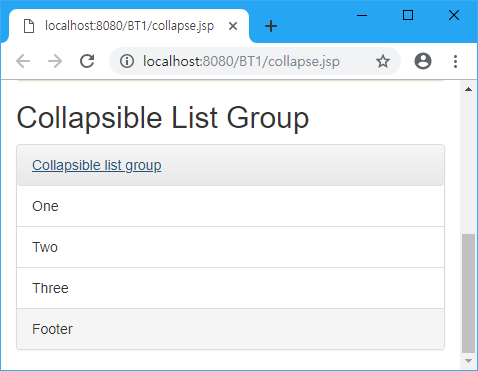 localhost:8080/BT1/collapse.jsp
localhost:8080/BT1/collapse.jsp
Collapsible List Group
Collapsible list group
One
Two
Three
Footer